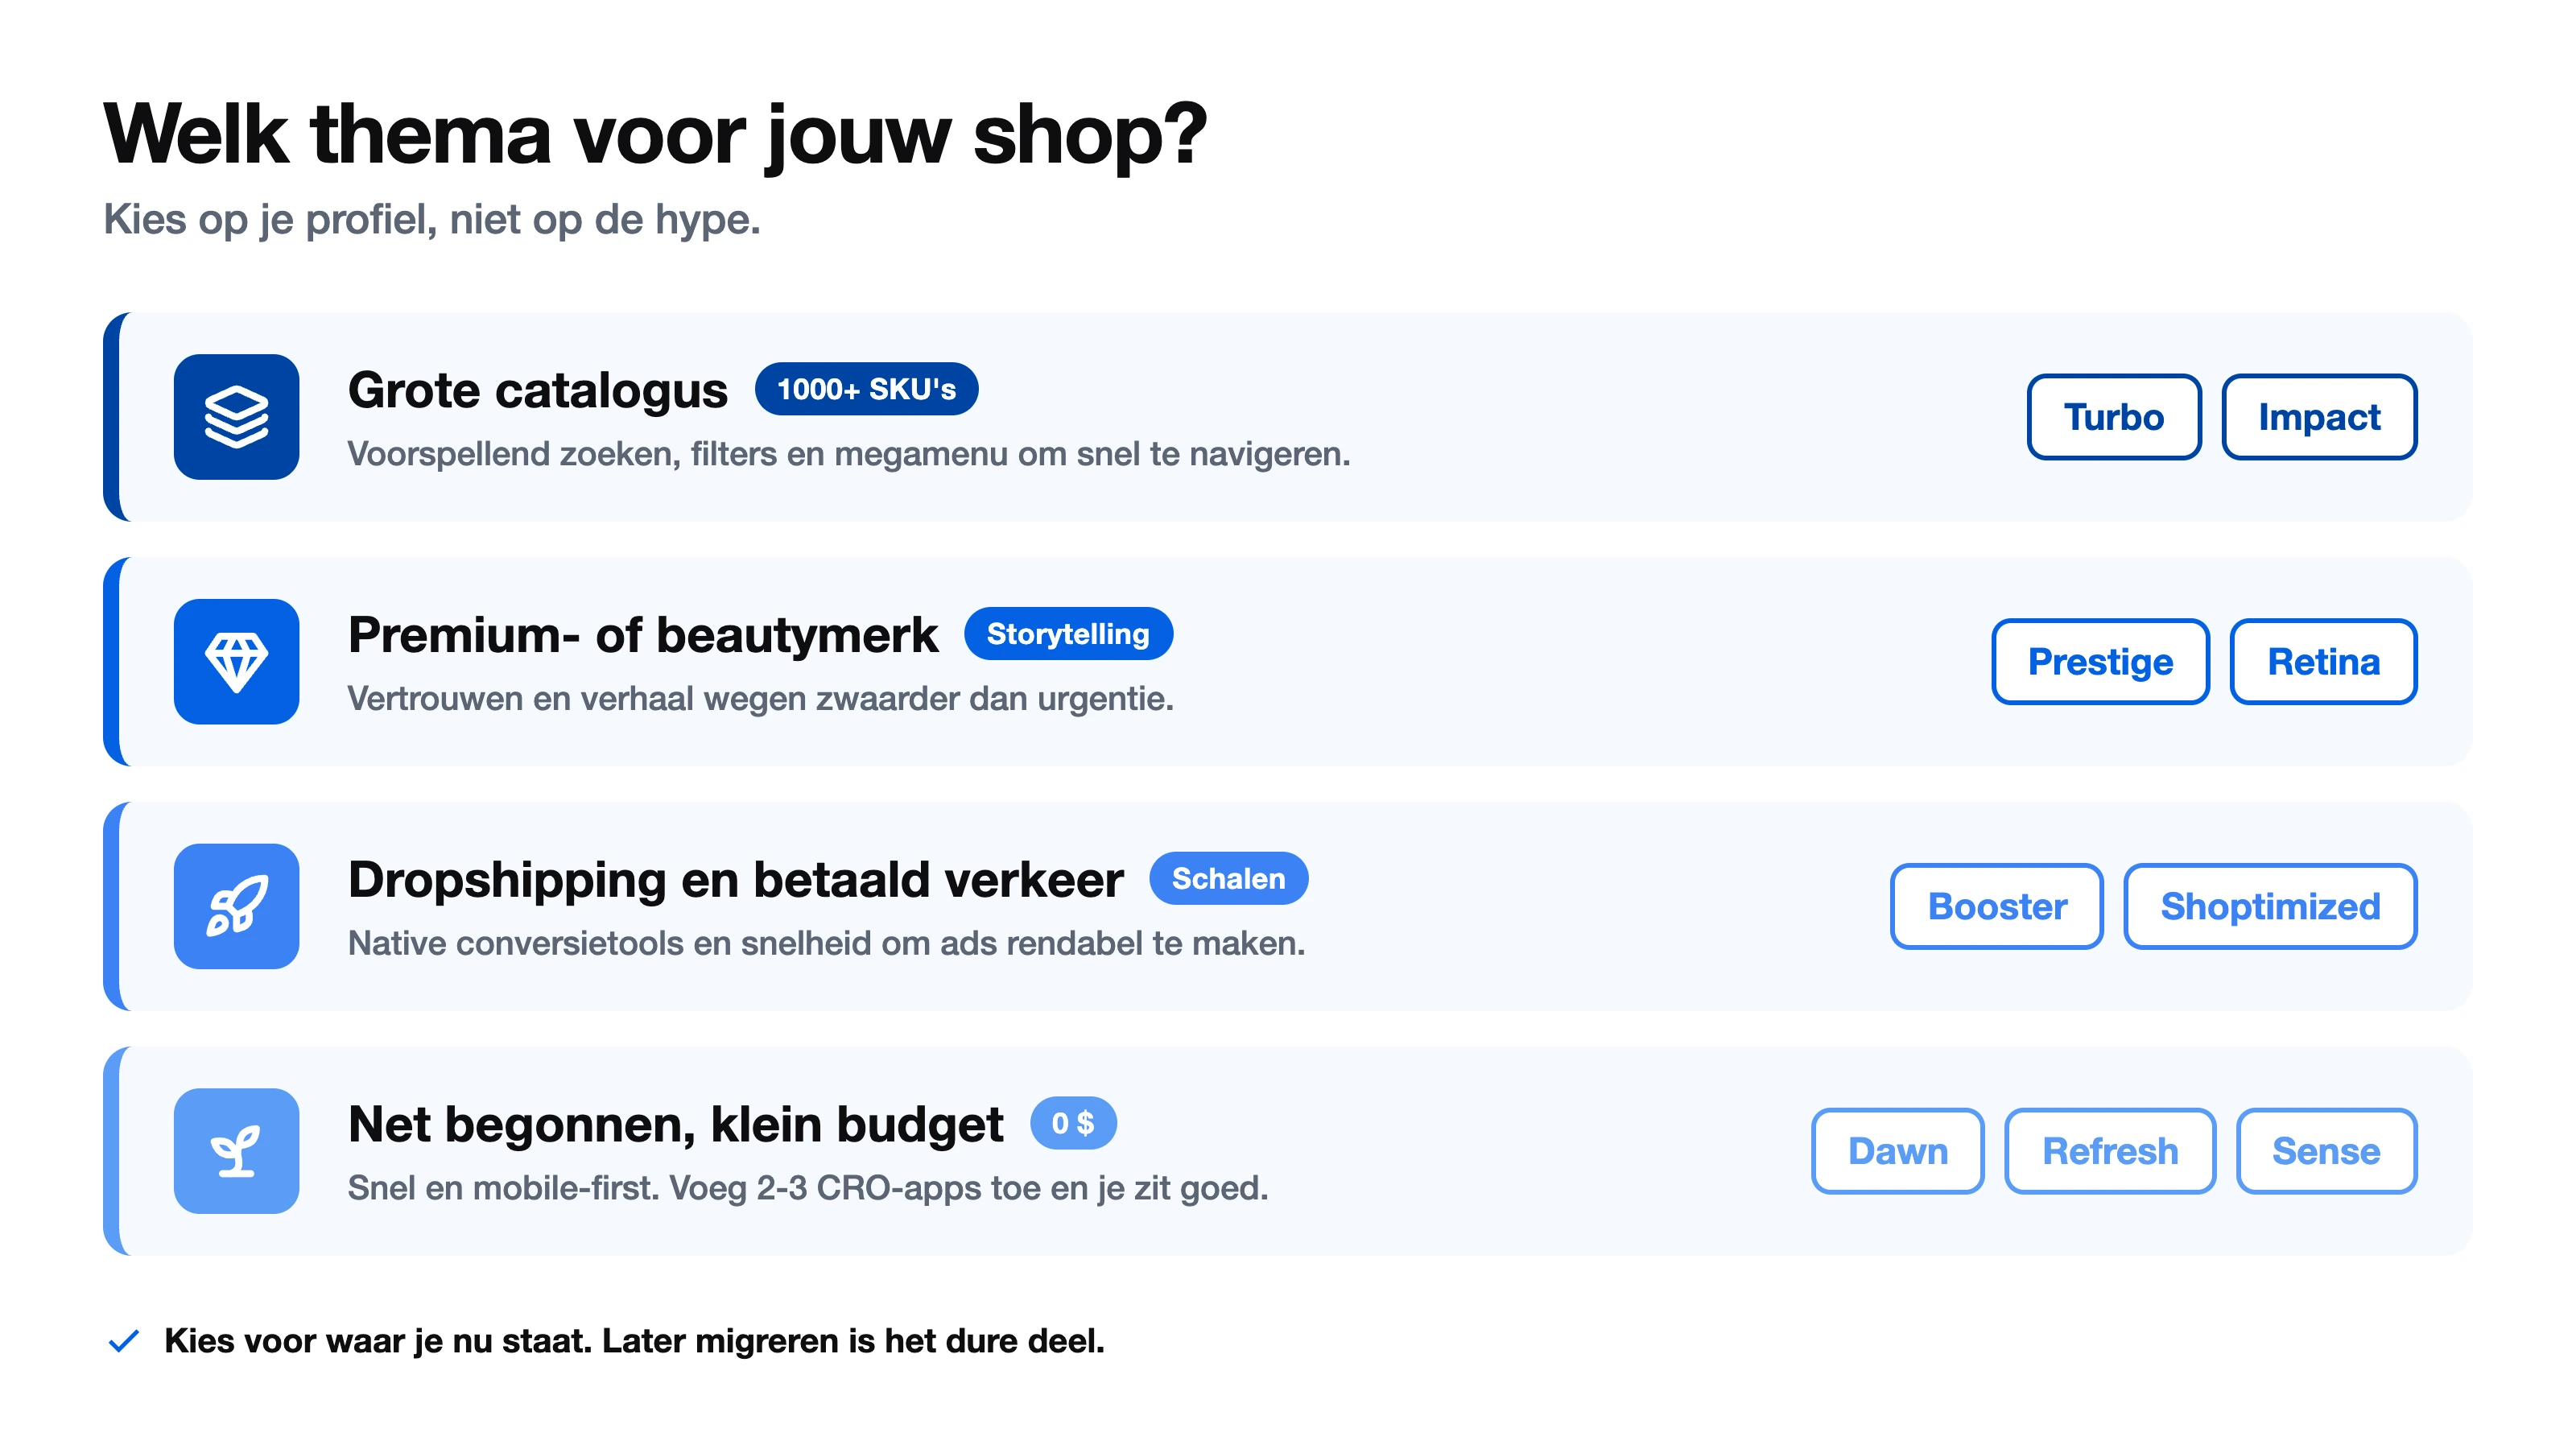 Welk thema voor jouw shop?
Kies op je profiel, niet op de hype.
Grote catalogus 1000+ SKU's
Voorspellend zoeken, filters en megamenu om snel te navigeren.
Turbo Impact
Premium- of beautymerk Storytelling
Vertrouwen en verhaal wegen zwaarder dan urgentie.
Prestige Retina
Dropshipping en betaald verkeer Schalen
Native conversietools en snelheid om ads rendabel te maken.
Booster Shoptimized
Net begonnen, klein budget 0 $
Snel en mobile-first. Voeg 2-3 CRO-apps toe en je zit goed.
Dawn Refresh Sense
Kies voor waar je nu staat. Later migreren is het dure deel.